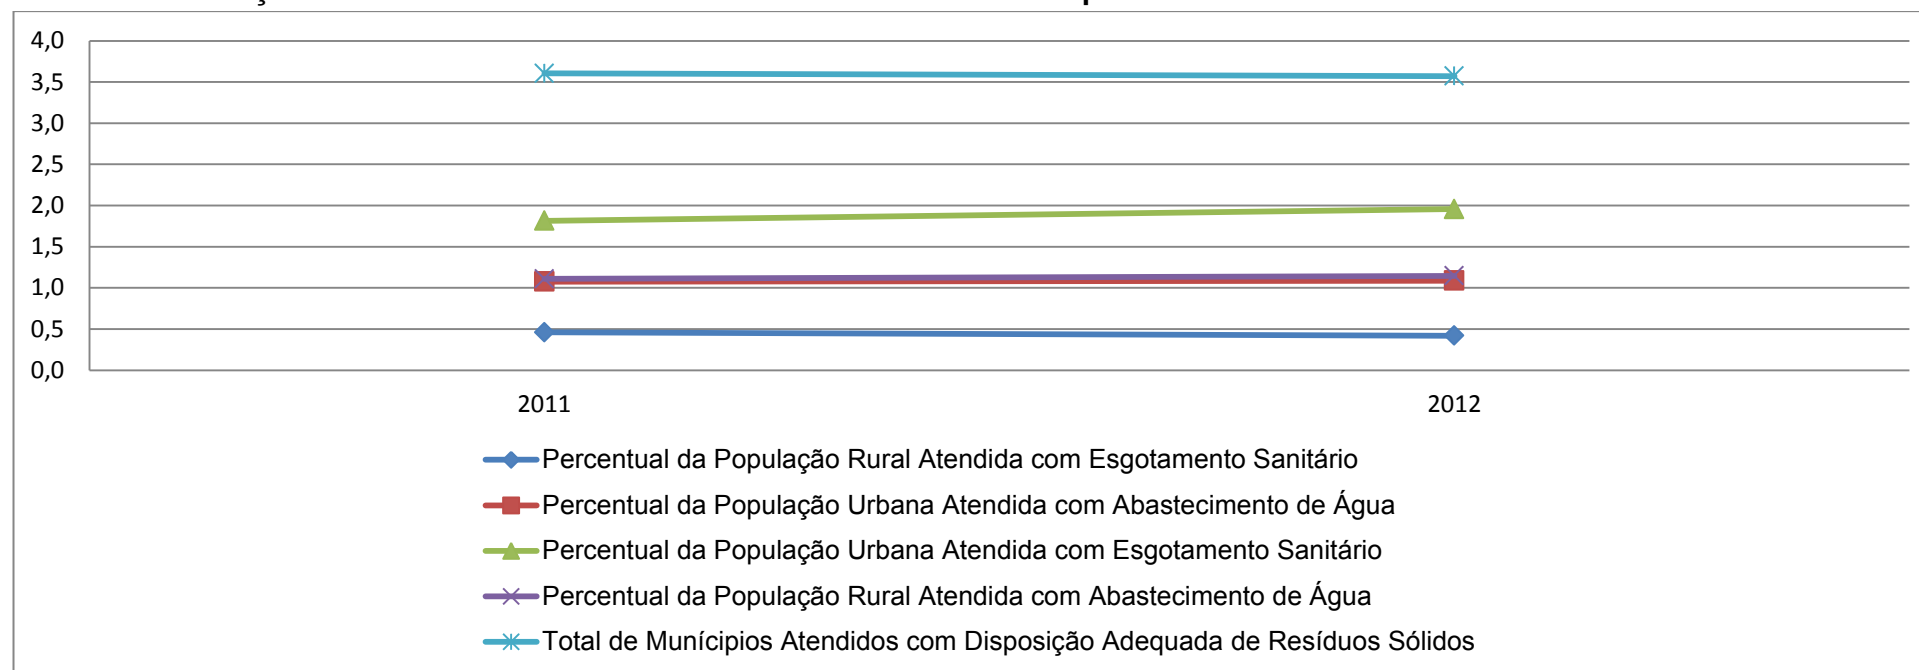 4,0
3,5
3,0
2,5
2,0
1,5
1,0
0,5
0,0
2011 2012
Percentual da População Rural Atendida com Esgotamento Sanitário
Percentual da População Urbana Atendida com Abastecimento de Água
Percentual da População Urbana Atendida com Esgotamento Sanitário
Percentual da População Rural Atendida com Abastecimento de Água
Total de Munícipios Atendidos com Disposição Adequada de Resíduos Sólidos